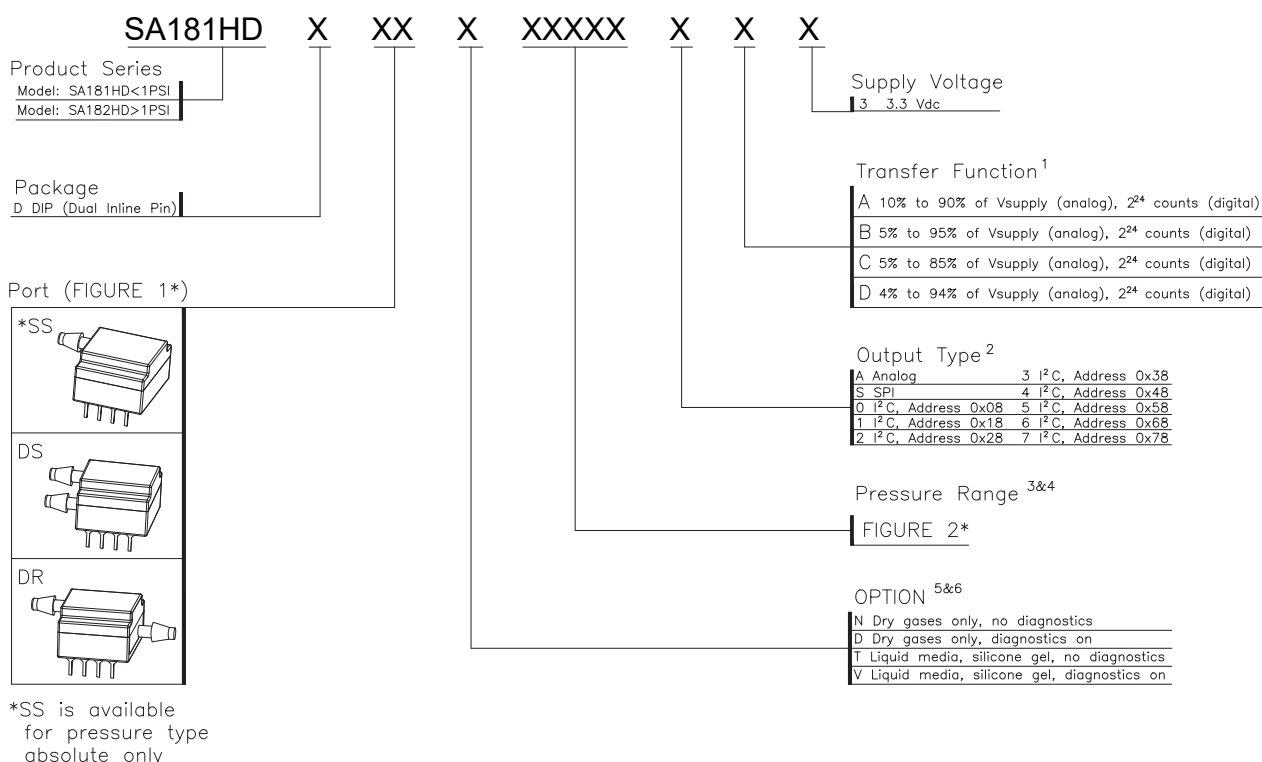 SA181HD X XX X XXXXX X X X
Product Series
Model: SA181HD<1PSI
Model: SA182HD>1PSI
Package
D DIP (Dual Inline Pin)
Port (FIGURE 1*)
*SS
DS
DR
*SS is available
for pressure type
absolute only
Supply Voltage
3 3.3 Vdc
Transfer Function¹
A 10% to 90% of Vsupply (analog), 2²⁴ counts (digital)
B 5% to 95% of Vsupply (analog), 2²⁴ counts (digital)
C 5% to 85% of Vsupply (analog), 2²⁴ counts (digital)
D 4% to 94% of Vsupply (analog), 2²⁴ counts (digital)
Output Type²
A Analog 3 I²C, Address 0x38
S SPI 4 I²C, Address 0x48
0 I²C, Address 0x08 5 I²C, Address 0x58
1 I²C, Address 0x18 6 I²C, Address 0x68
2 I²C, Address 0x28 7 I²C, Address 0x78
Pressure Range ³&⁴
FIGURE 2*
OPTION ⁵&⁶
N Dry gases only, no diagnostics
D Dry gases only, diagnostics on
T Liquid media, silicone gel, no diagnostics
V Liquid media, silicone gel, diagnostics on